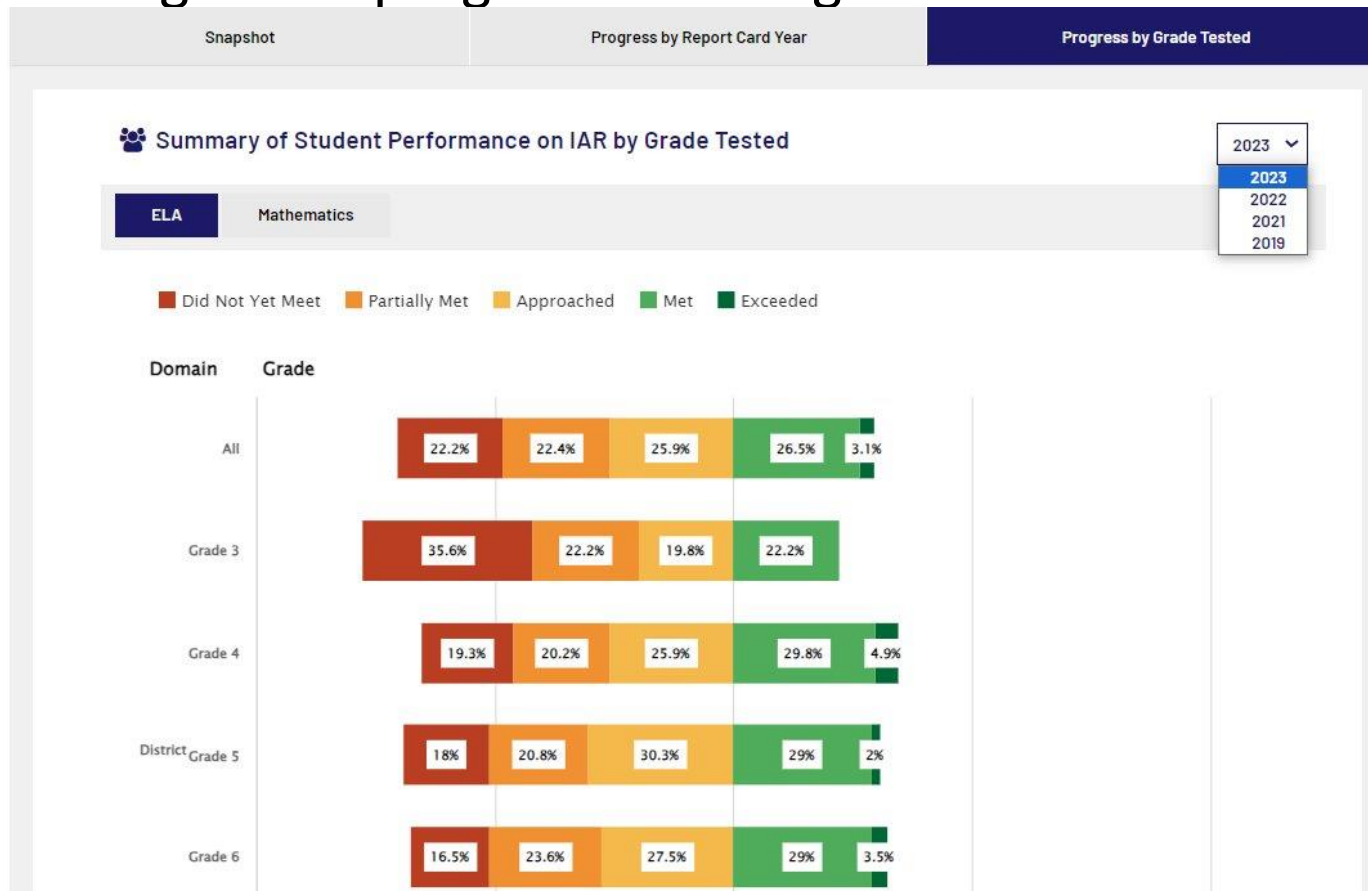 Snapshot Progress by Report Card Year Progress by Grade Tested
Summary of Student Performance on IAR by Grade Tested
2023
2023
2022
2021
2019
ELA Mathematics
Did Not Yet Meet Partially Met Approached Met Exceeded
Domain Grade
All 22.2% 22.4% 25.9% 26.5% 3.1%
Grade 3 35.6% 22.2% 19.8% 22.2%
Grade 4 19.3% 20.2% 25.9% 29.8% 4.9%
District Grade 5 18% 20.8% 30.3% 29% 2%
Grade 6 16.5% 23.6% 27.5% 29% 3.5%